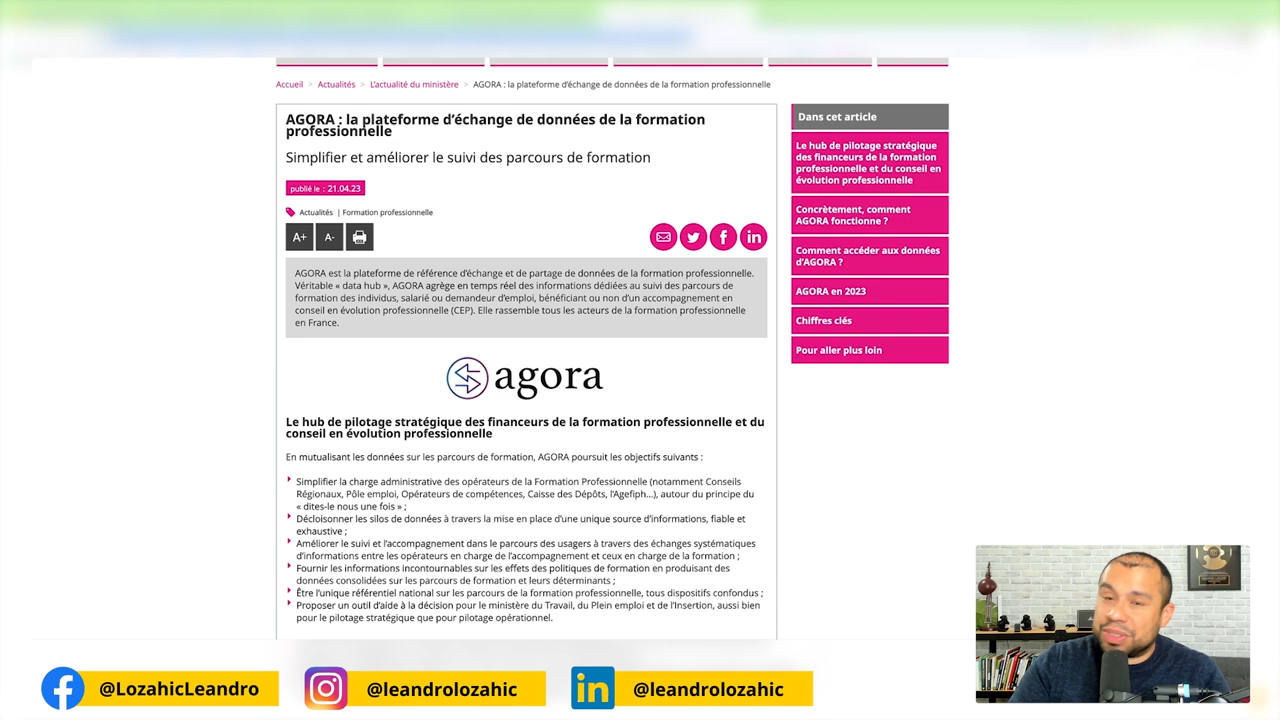 Accueil > Actualités > L'actualité du ministère > AGORA : la plateforme d'échange de données de la formation professionnelle
AGORA : la plateforme d'échange de données de la formation
professionnelle
Simplifier et améliorer le suivi des parcours de formation
publié le : 21.04.23
Actualités | Formation professionnelle
A+ A-
AGORA est la plateforme de référence d'échange et de partage de données de la formation professionnelle.
Véritable « data hub », AGORA agrège en temps réel des informations dédiées au suivi des parcours de
formation des individus, salarié ou demandeur d'emploi, bénéficiant ou non d'un accompagnement en
conseil en évolution professionnelle (CEP). Elle rassemble tous les acteurs de la formation professionnelle
en France.
agora
Le hub de pilotage stratégique des financeurs de la formation professionnelle et du
conseil en évolution professionnelle
En mutualisant les données sur les parcours de formation, AGORA poursuit les objectifs suivants :
Simplifier la charge administrative des opérateurs de la Formation Professionnelle (notamment Conseils
Régionaux, Pôle emploi, Opérateurs de compétences, Caisse des Dépôts, l'Agefiph…), autour du principe du
« dites-le nous une fois » ;
Décloisonner les silos de données à travers la mise en place d'une unique source d'informations, fiable et
exhaustive ;
Améliorer le suivi et l'accompagnement dans le parcours des usagers à travers des échanges systématiques
d'informations entre les opérateurs en charge de l'accompagnement et ceux en charge de la formation ;
Fournir les informations incontournables sur les effets des politiques de formation en produisant des
données consolidées sur les parcours de formation et leurs déterminants ;
Être l'unique référentiel national sur les parcours de la formation professionnelle, tous dispositifs confondus ;
Proposer un outil d'aide à la décision pour le ministère du Travail, du Plein emploi et de l'Insertion, aussi bien
pour le pilotage stratégique que pour pilotage opérationnel.
Dans cet article
Le hub de pilotage stratégique
des financeurs de la formation
professionnelle et du conseil en
évolution professionnelle
Concrètement, comment
AGORA fonctionne ?
Comment accéder aux données
d'AGORA ?
AGORA en 2023
Chiffres clés
Pour aller plus loin
@LozahicLeandro
@leandrolozahic
@leandrolozahic